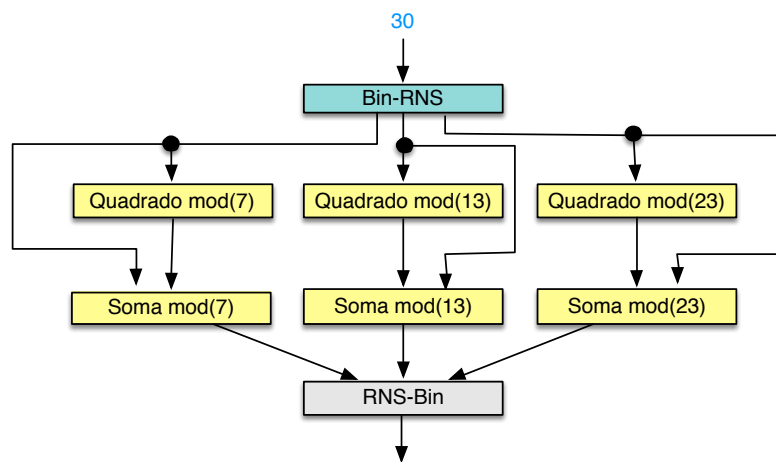 30
Bin-RNS
Quadrado mod(7)
Quadrado mod(13)
Quadrado mod(23)
Soma mod(7)
Soma mod(13)
Soma mod(23)
RNS-Bin